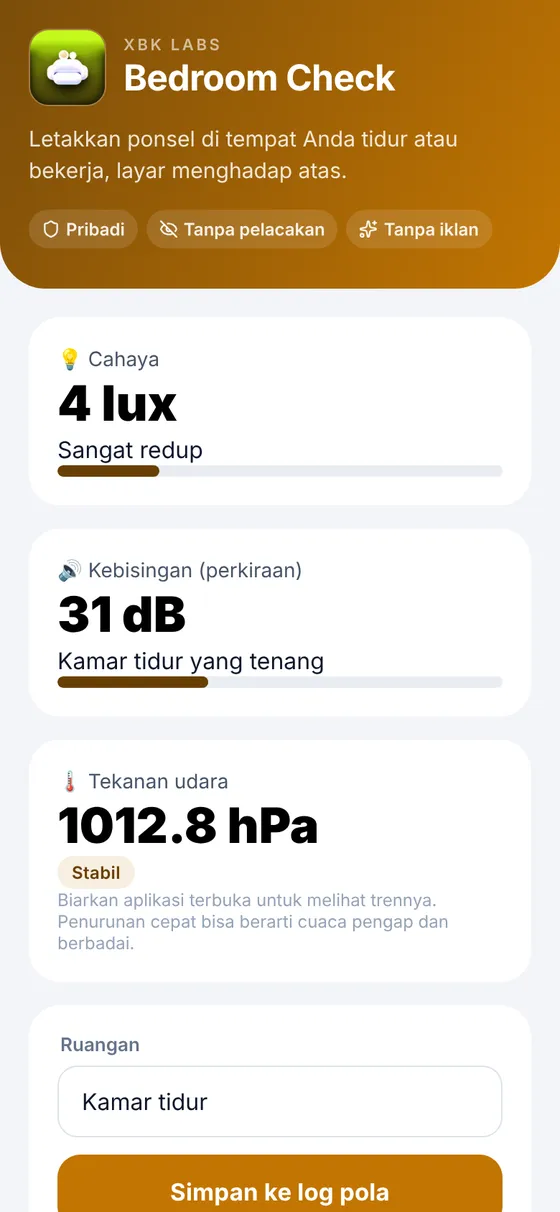 XBK LABS
Bedroom Check
Letakkan ponsel di tempat Anda tidur atau
bekerja, layar menghadap atas.
Pribadi
Tanpa pelacakan
Tanpa iklan
Cahaya
4 lux
Sangat redup
Kebisingan (perkiraan)
31 dB
Kamar tidur yang tenang
Tekanan udara
1012.8 hPa
Stabil
Biarkan aplikasi terbuka untuk melihat trennya.
Penurunan cepat bisa berarti cuaca pengap dan
berbadai.
Ruangan
Kamar tidur
Simpan ke log pola